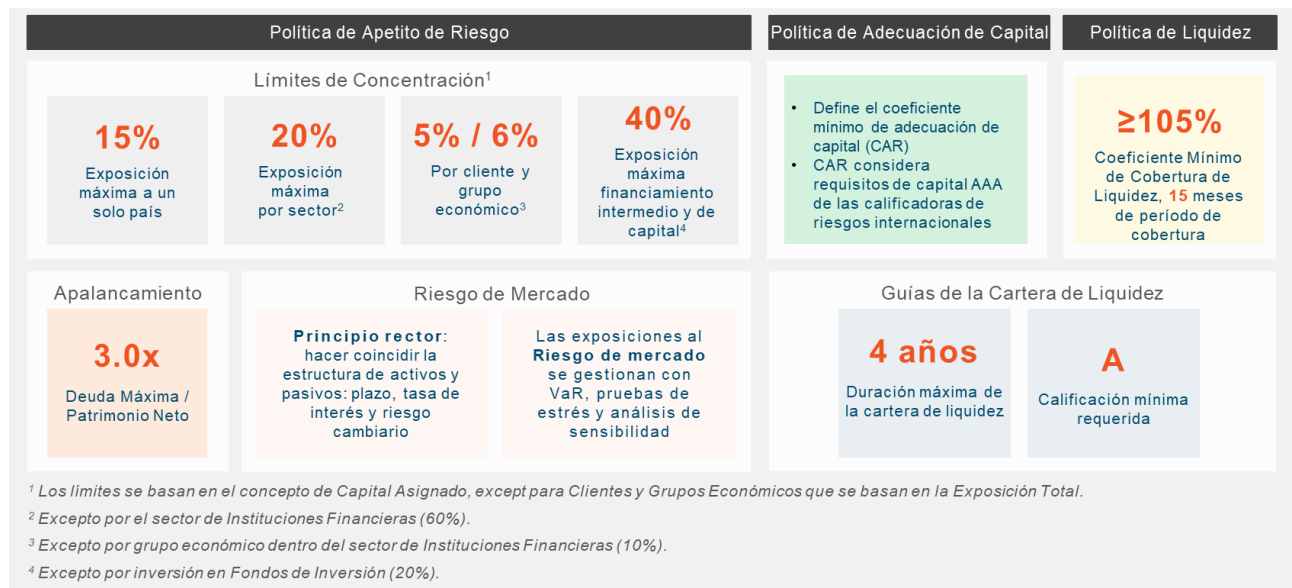 Política de Apetito de Riesgo
Límites de Concentración¹
15%
Exposición
máxima a un
solo país
20%
Exposición
máxima
por sector²
5% / 6%
Por cliente y
grupo
económico³
40%
Exposición
máxima
financiamiento
intermedio y de
capital⁴
Política de Adecuación de Capital
• Define el coeficiente
mínimo de adecuación de
capital (CAR)
• CAR considera
requisitos de capital AAA
de las calificadoras de
riesgos internacionales
Política de Liquidez
≥105%
Coeficiente Mínimo
de Cobertura de
Liquidez, 15 meses
de período de
cobertura
Apalancamiento
3.0x
Deuda Máxima /
Patrimonio Neto
Riesgo de Mercado
Principio rector:
hacer coincidir la
estructura de activos y
pasivos: plazo, tasa de
interés y riesgo
cambiario
Las exposiciones al
Riesgo de mercado
se gestionan con
VaR, pruebas de
estrés y análisis de
sensibilidad
Guías de la Cartera de Liquidez
4 años
Duración máxima de
la cartera de liquidez
A
Calificación mínima
requerida
¹ Los límites se basan en el concepto de Capital Asignado, except para Clientes y Grupos Económicos que se basan en la Exposición Total.
² Excepto por el sector de Instituciones Financieras (60%).
³ Excepto por grupo económico dentro del sector de Instituciones Financieras (10%).
⁴ Excepto por inversión en Fondos de Inversión (20%).